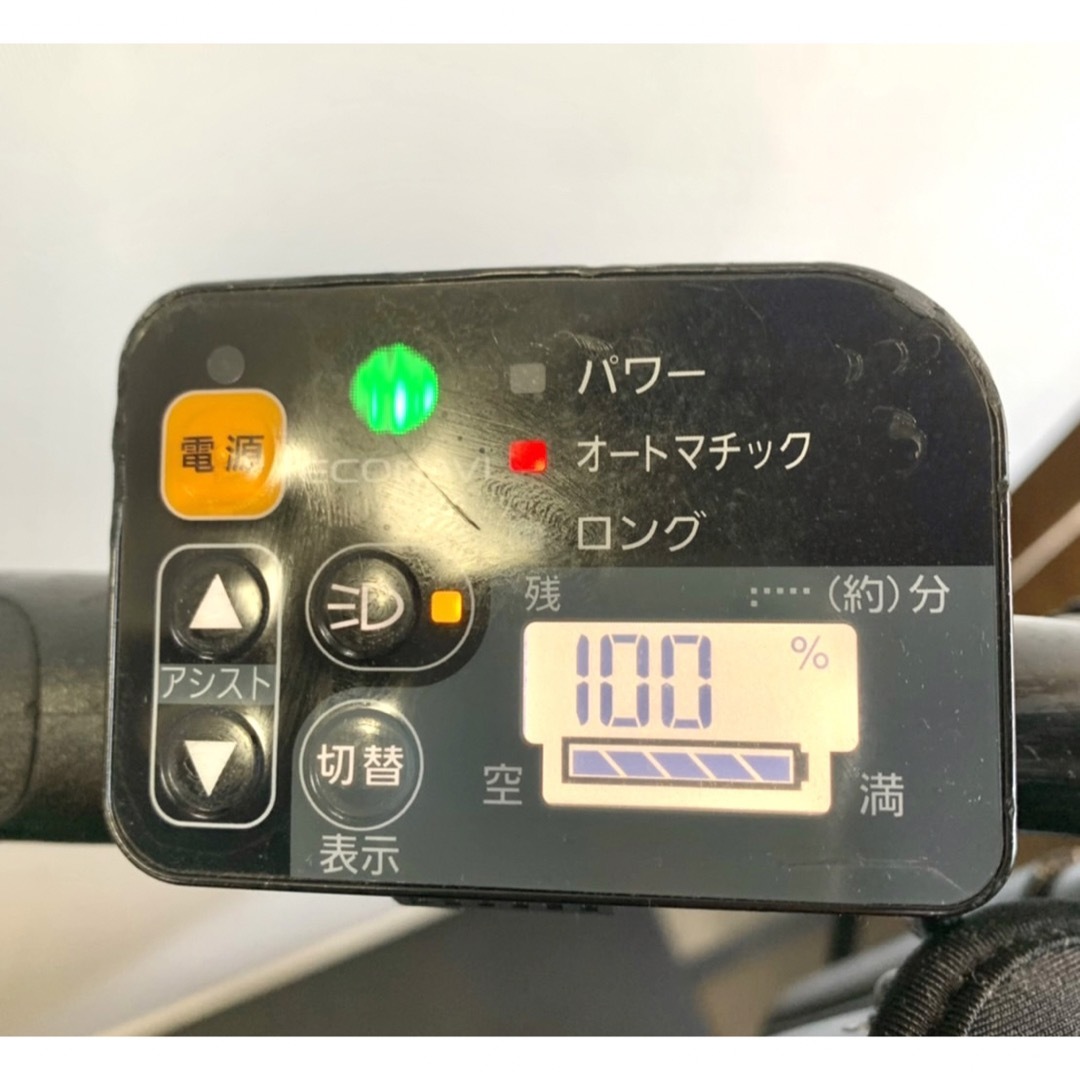 電源
ECONAVI
パワー
オートマチック
ロング
アシスト
残
(約)分
100 %
切替
表示
空
満